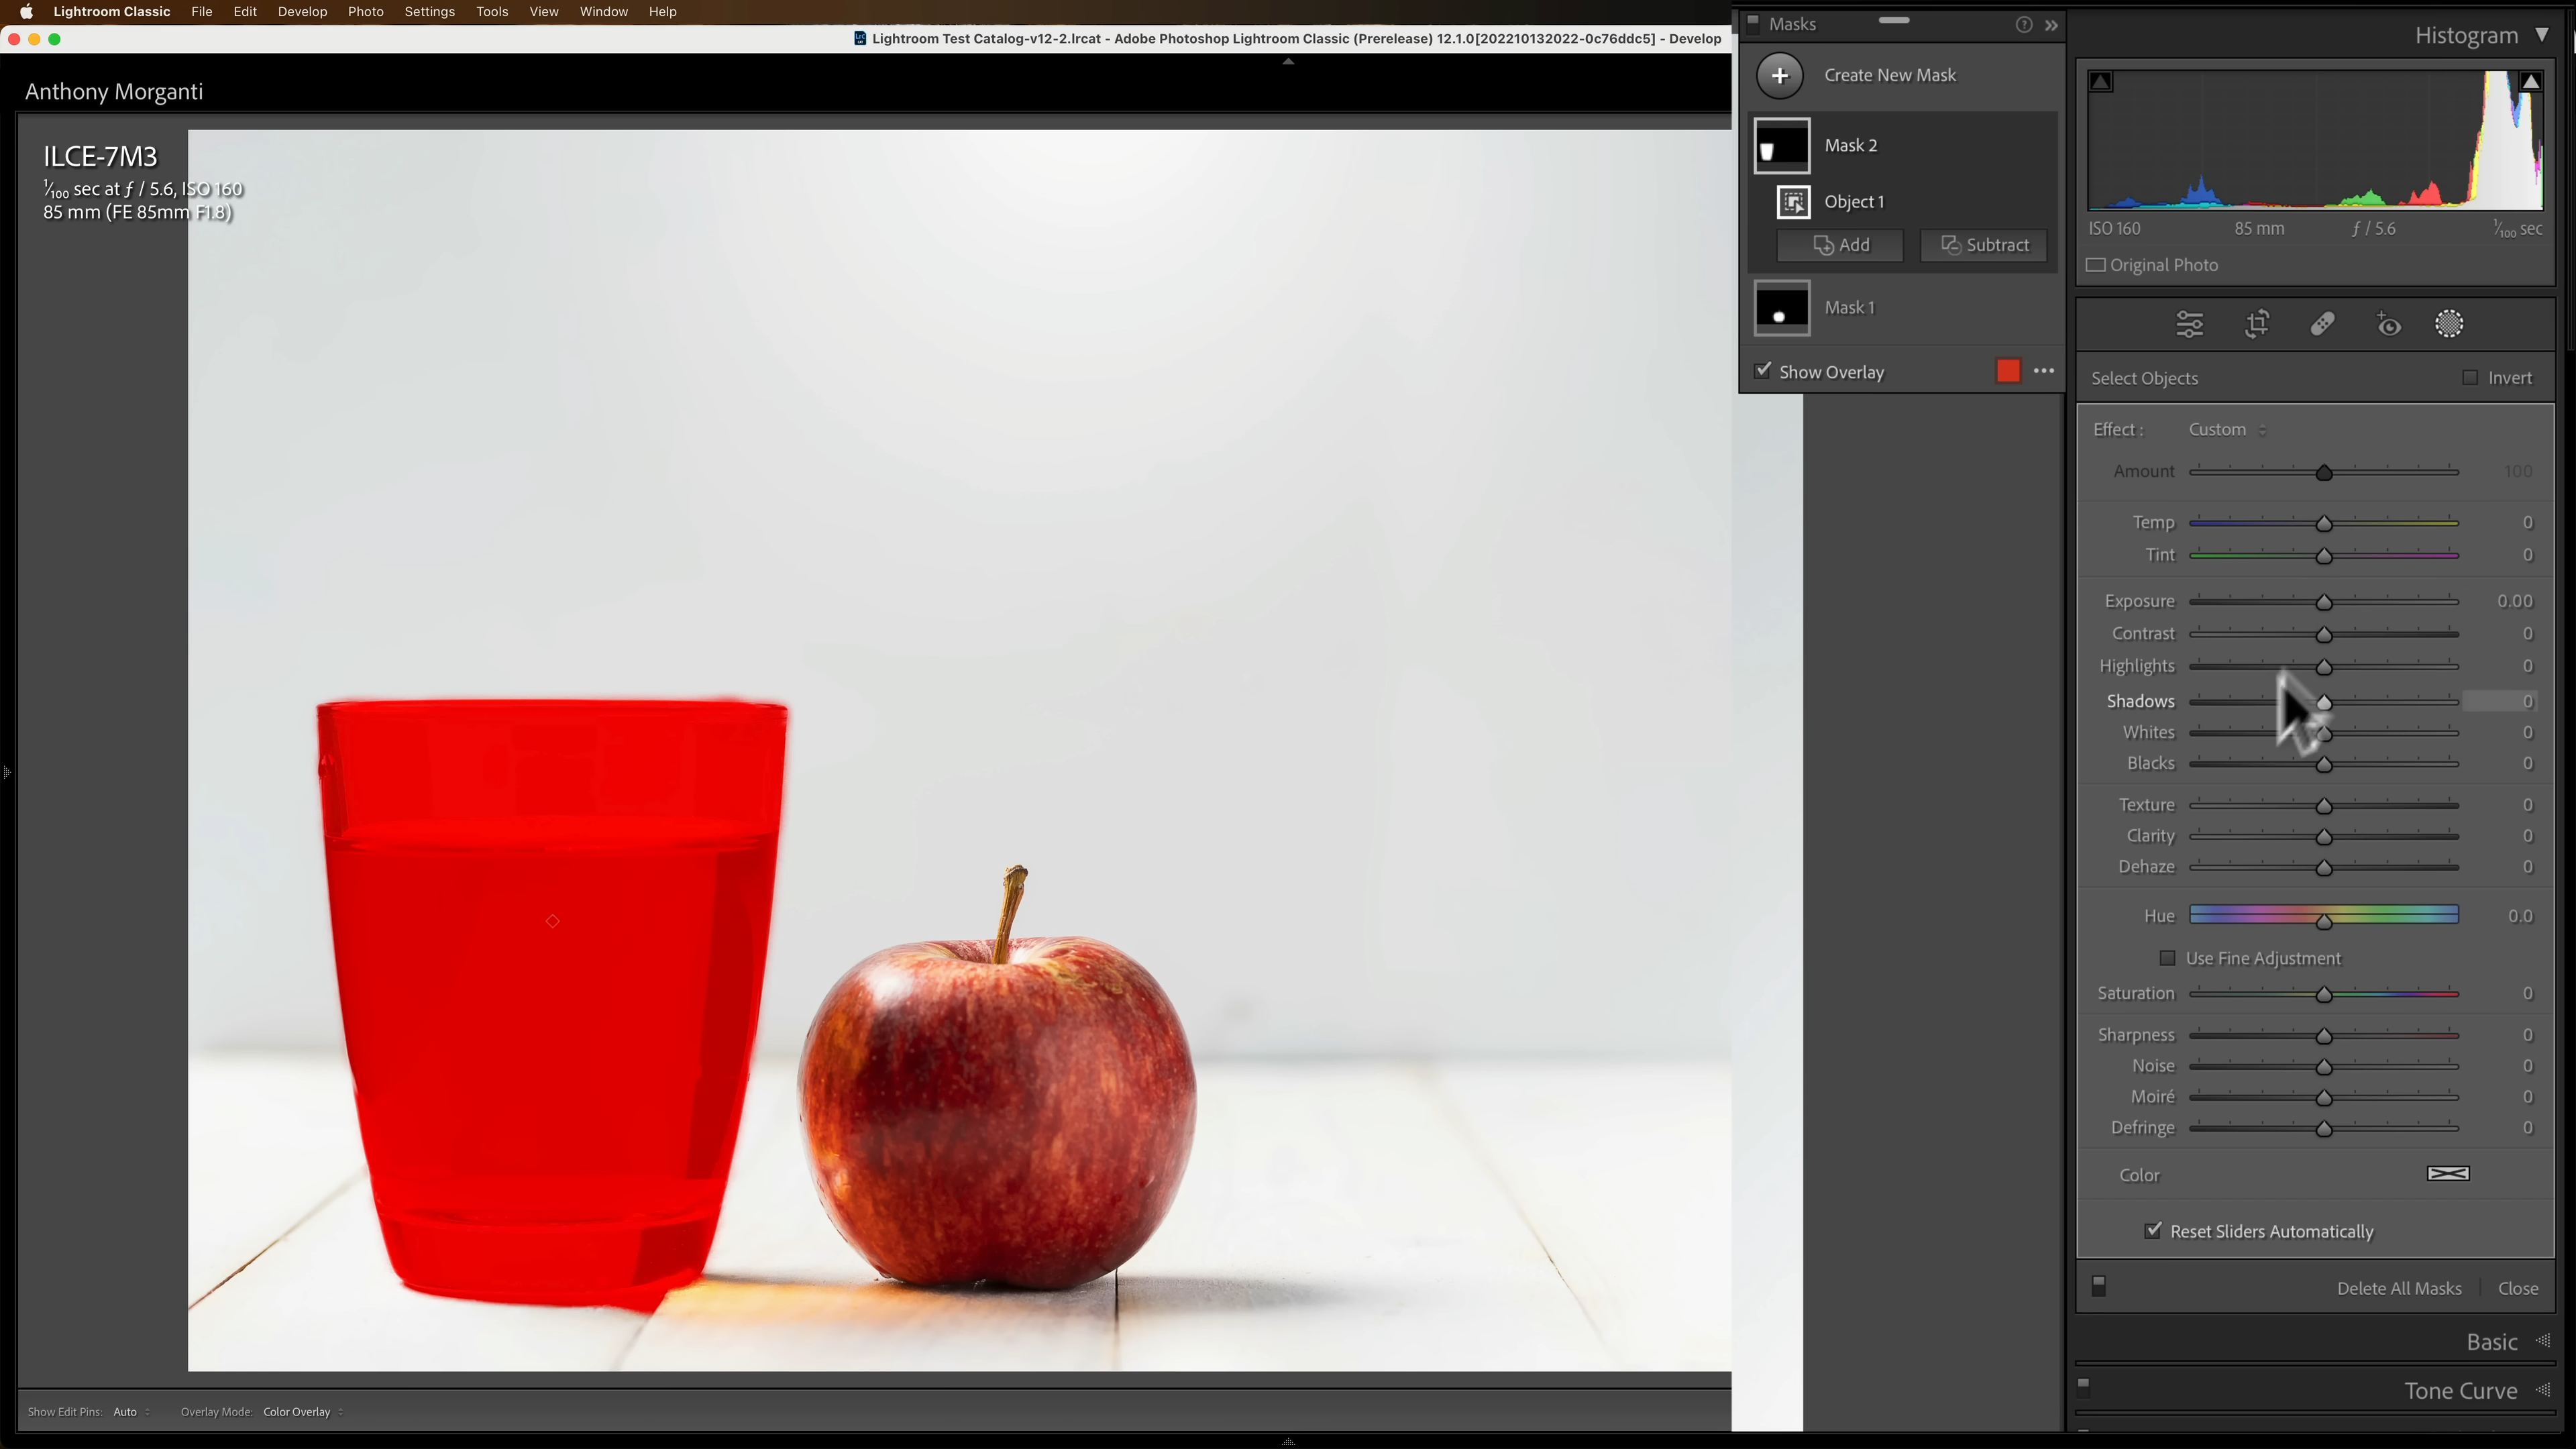 Lightroom Classic File Edit Develop Photo Settings Tools View Window Help
Lightroom Test Catalog-v12-2.lrcat - Adobe Photoshop Lightroom Classic (Prerelease) 12.1.0[202210132022-0c76ddc5] - Develop
Anthony Morganti
ILCE-7M3
1/100 sec at ƒ / 5.6, ISO 160
85 mm (FE 85mm F1.8)
Masks
Create New Mask
Mask 2
Object 1
Add Subtract
Mask 1
Show Overlay
Histogram
ISO 160 85 mm ƒ / 5.6 1/100 sec
Original Photo
Select Objects Invert
Effect : Custom
Amount 100
Temp 0
Tint 0
Exposure 0.00
Contrast 0
Highlights 0
Shadows 0
Whites 0
Blacks 0
Texture 0
Clarity 0
Dehaze 0
Hue 0.0
Use Fine Adjustment
Saturation 0
Sharpness 0
Noise 0
Moiré 0
Defringe 0
Color
Reset Sliders Automatically
Delete All Masks Close
Basic
Tone Curve
Show Edit Pins: Auto Overlay Mode: Color Overlay